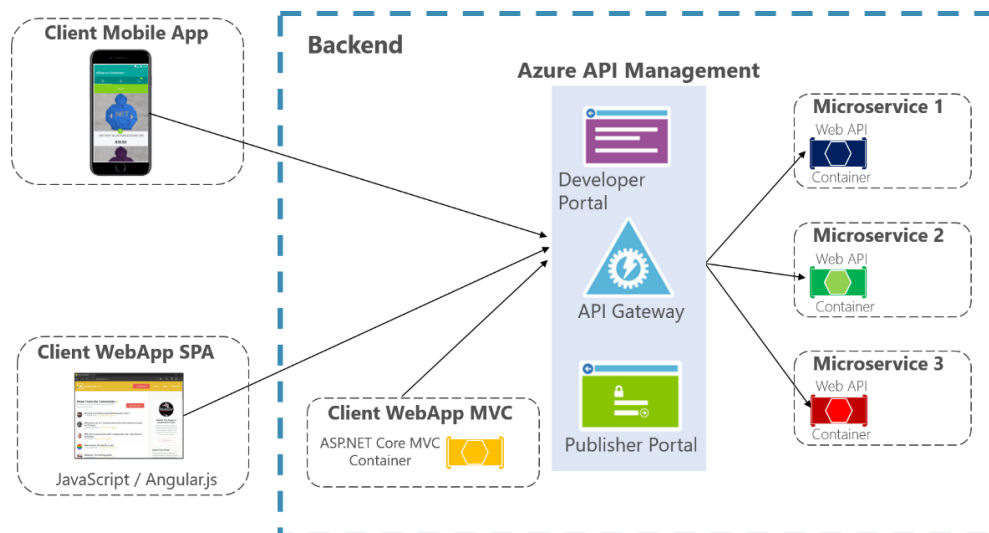 Client Mobile App
Backend
Azure API Management
Developer
Portal
API Gateway
Publisher Portal
Microservice 1
Web API
Container
Microservice 2
Web API
Container
Microservice 3
Web API
Container
Client WebApp SPA
JavaScript / Angular.js
Client WebApp MVC
ASP.NET Core MVC
Container